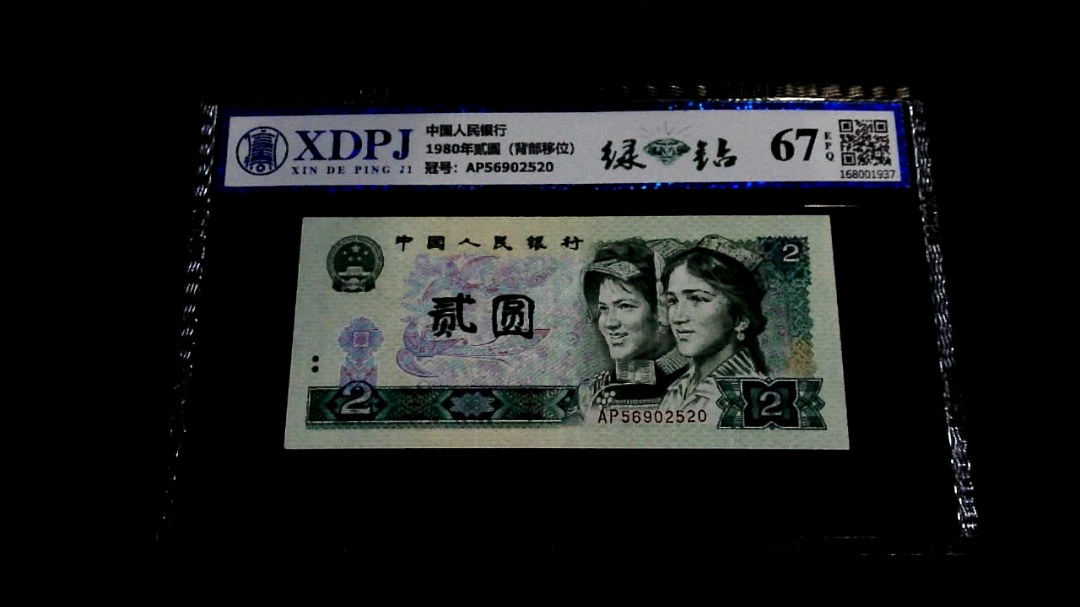 XDPJ
XIN DE PING JI
中国人民银行
1980年贰圆（背部移位）
冠号：AP56902520
绿钻
67
EPQ
168001937
中国人民银行
2
贰圆
2
AP56902520
2